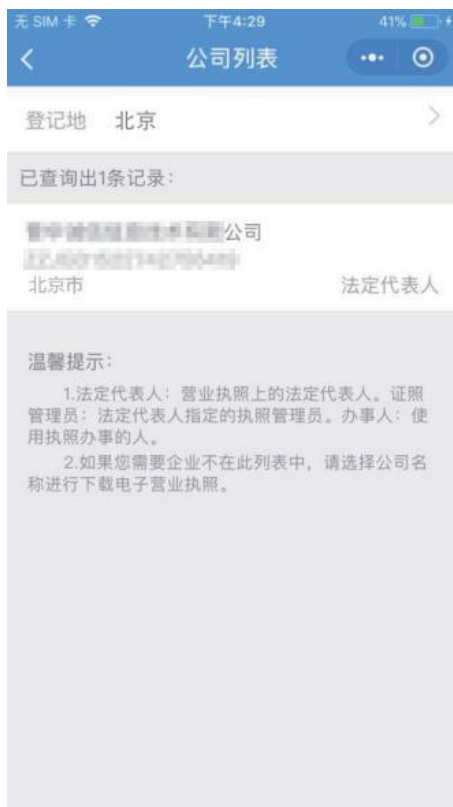 无 SIM 卡 下午4:29 41%
公司列表
登记地 北京
已查询出1条记录：
公司
北京市 法定代表人
温馨提示：
1.法定代表人：营业执照上的法定代表人。证照
管理员：法定代表人指定的执照管理员。办事人：使
用执照办事的人。
2.如果您需要企业不在此列表中，请选择公司名
称进行下载电子营业执照。